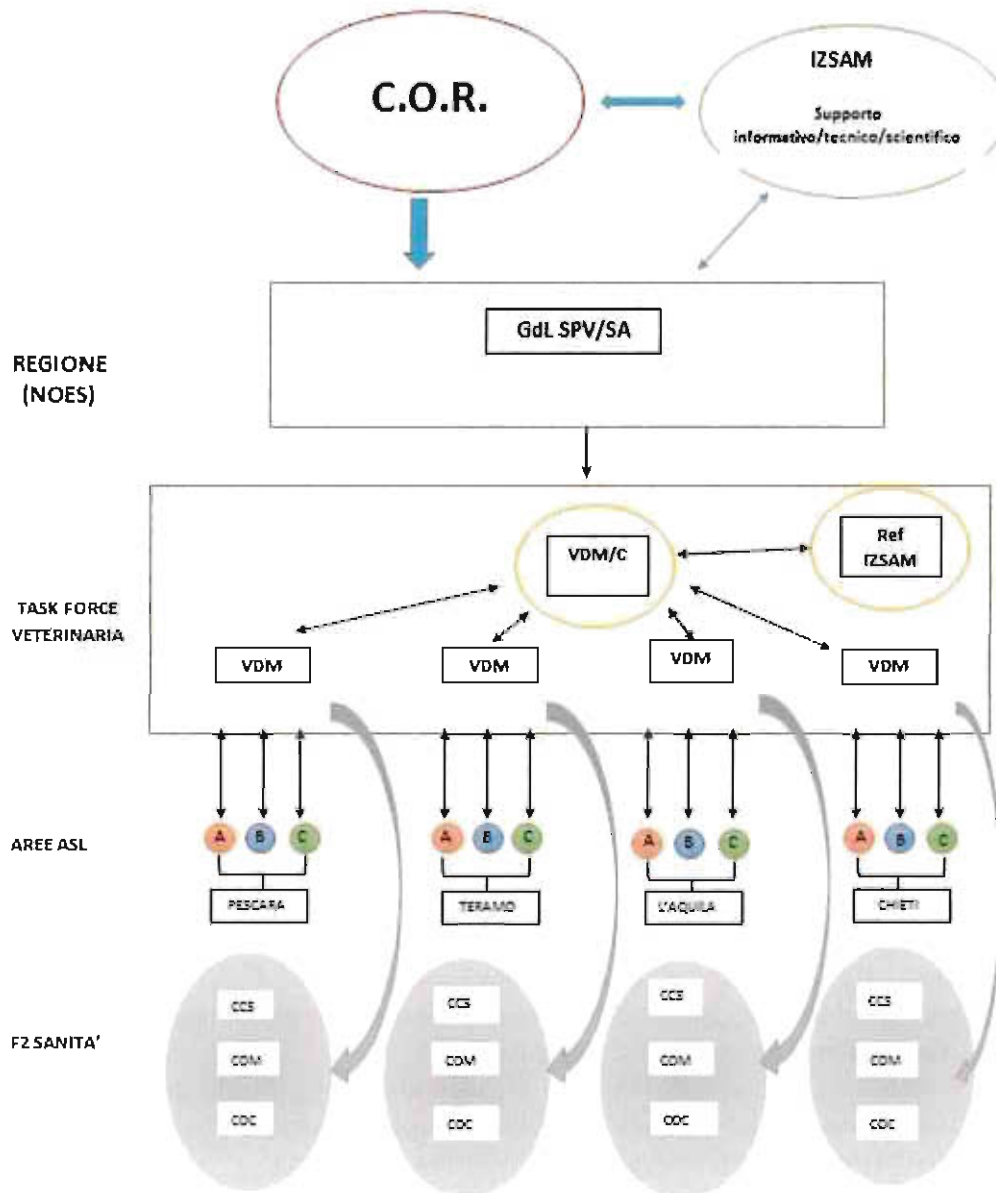 C.O.R.
IZSAM
Supporto
informativo/tecnico/scientifico
REGIONE
(NOES)
GdL SPV/SA
TASK FORCE
VETERINARIA
VDM/C
Ref
IZSAM
VDM
VDM
VDM
VDM
AREE ASL
A B C
A B C
A B C
A B C
PESCARA
TERAMO
L'AQUILA
CHIETI
F2 SANITA'
CCS
CCS
CCS
CCS
COM
COM
COM
COM
COC
COC
COC
COC